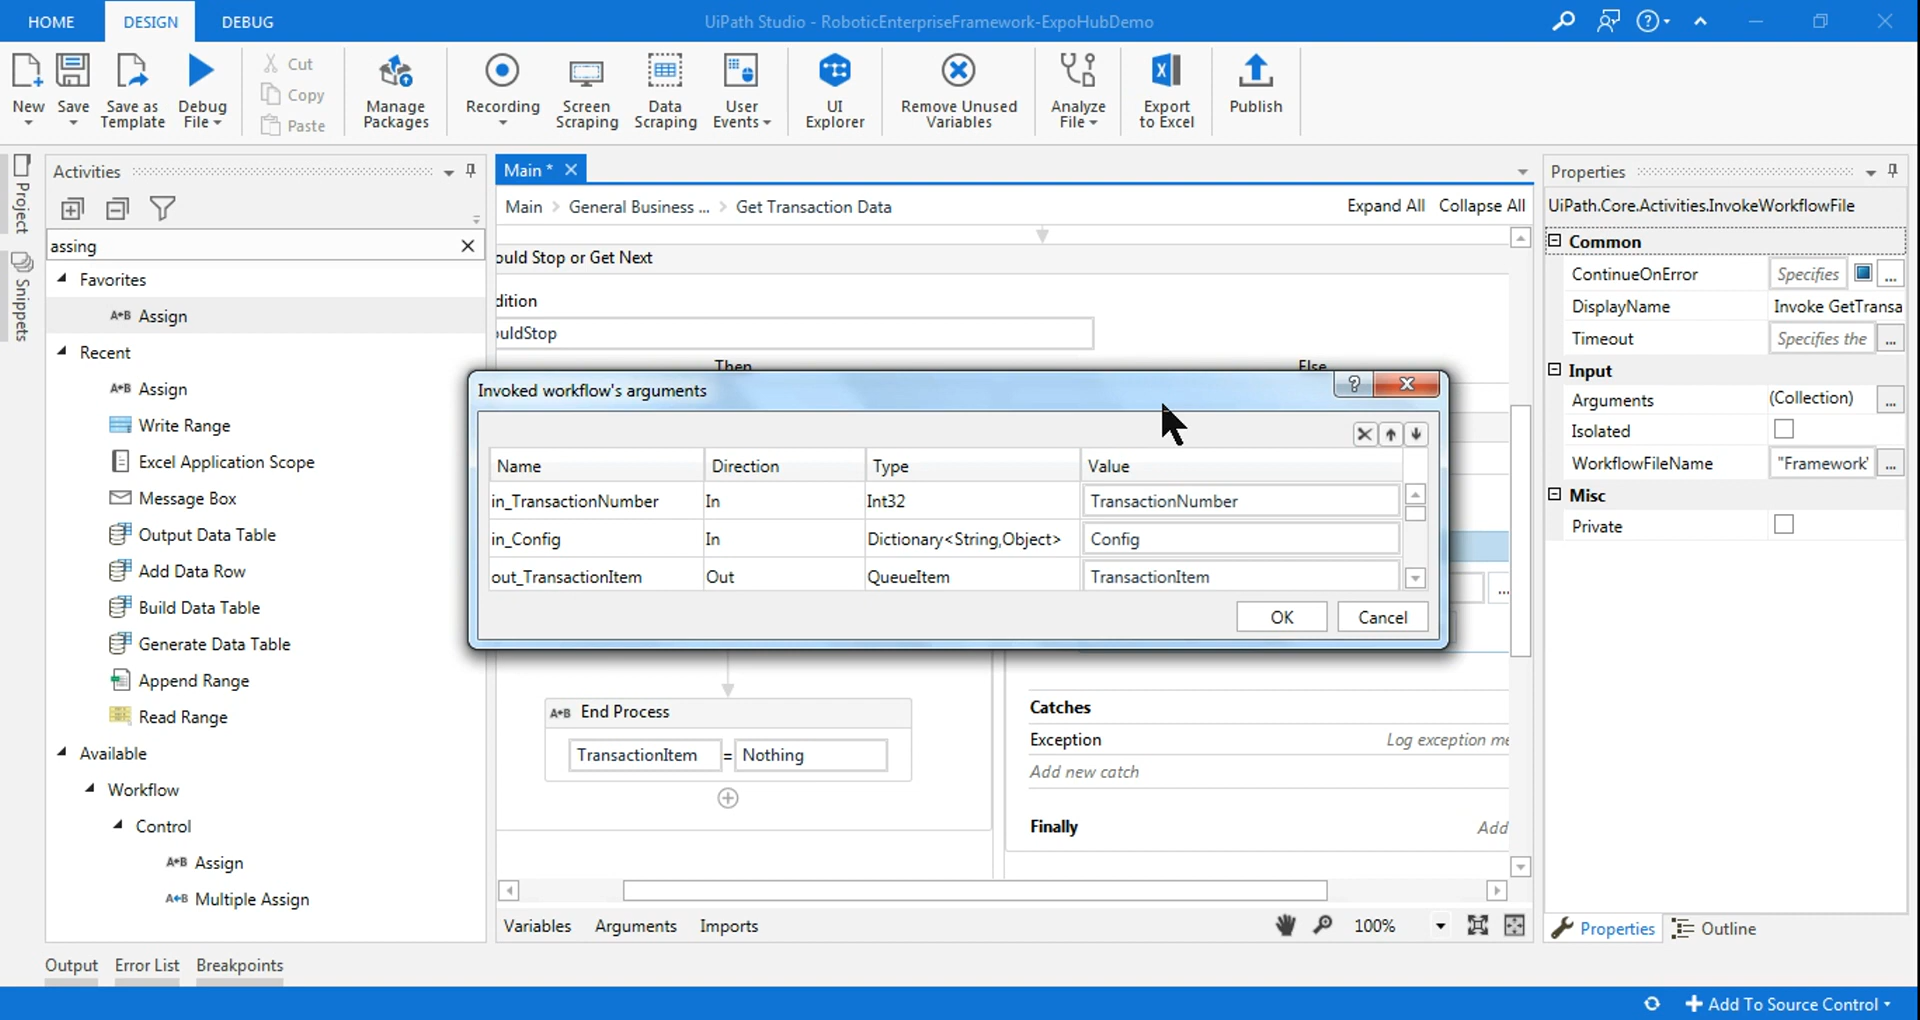 HOME DESIGN DEBUG UiPath Studio - RoboticEnterpriseFramework-ExpoHubDemo
New Save Save as Template Debug File Cut Copy Paste Manage Packages Recording Screen Scraping Data Scraping User Events UI Explorer Remove Unused Variables Analyze File Export to Excel Publish
Project
Snippets
Activities
assing
Favorites
A+B Assign
Recent
A+B Assign
Write Range
Excel Application Scope
Message Box
Output Data Table
Add Data Row
Build Data Table
Generate Data Table
Append Range
Read Range
Available
Workflow
Control
A+B Assign
A+B Multiple Assign
Main *
Main > General Business ... > Get Transaction Data Expand All Collapse All
ould Stop or Get Next
dition
ouldStop
Then Else
Invoked workflow's arguments
Name Direction Type Value
in_TransactionNumber In Int32 TransactionNumber
in_Config In Dictionary<String,Object> Config
out_TransactionItem Out QueueItem TransactionItem
OK Cancel
A+B End Process
TransactionItem = Nothing
Catches
Exception Log exception me
Add new catch
Finally Add
Variables Arguments Imports 100%
Properties
UiPath.Core.Activities.InvokeWorkflowFile
Common
ContinueOnError Specifies ...
DisplayName Invoke GetTransa
Timeout Specifies the ...
Input
Arguments (Collection) ...
Isolated
WorkflowFileName "Framework\ ...
Misc
Private
Properties Outline
Output Error List Breakpoints
Add To Source Control